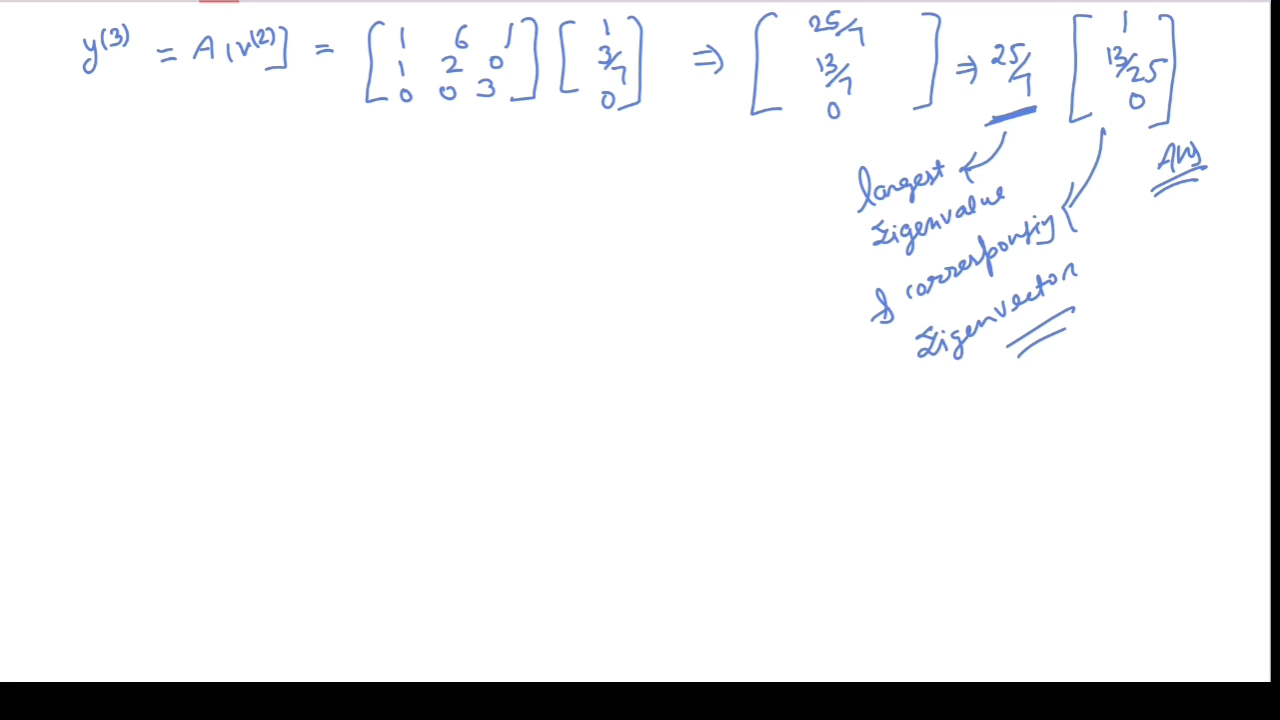 y⁽³⁾ = A[v⁽²⁾] = [1 6 1; 1 2 0; 0 0 3] [1; 3/7; 0] ⇒ [25/7; 13/7; 0] ⇒ 25/7 [1; 13/25; 0]
Ans
largest
Eigenvalue
& corresponding
Eigenvector